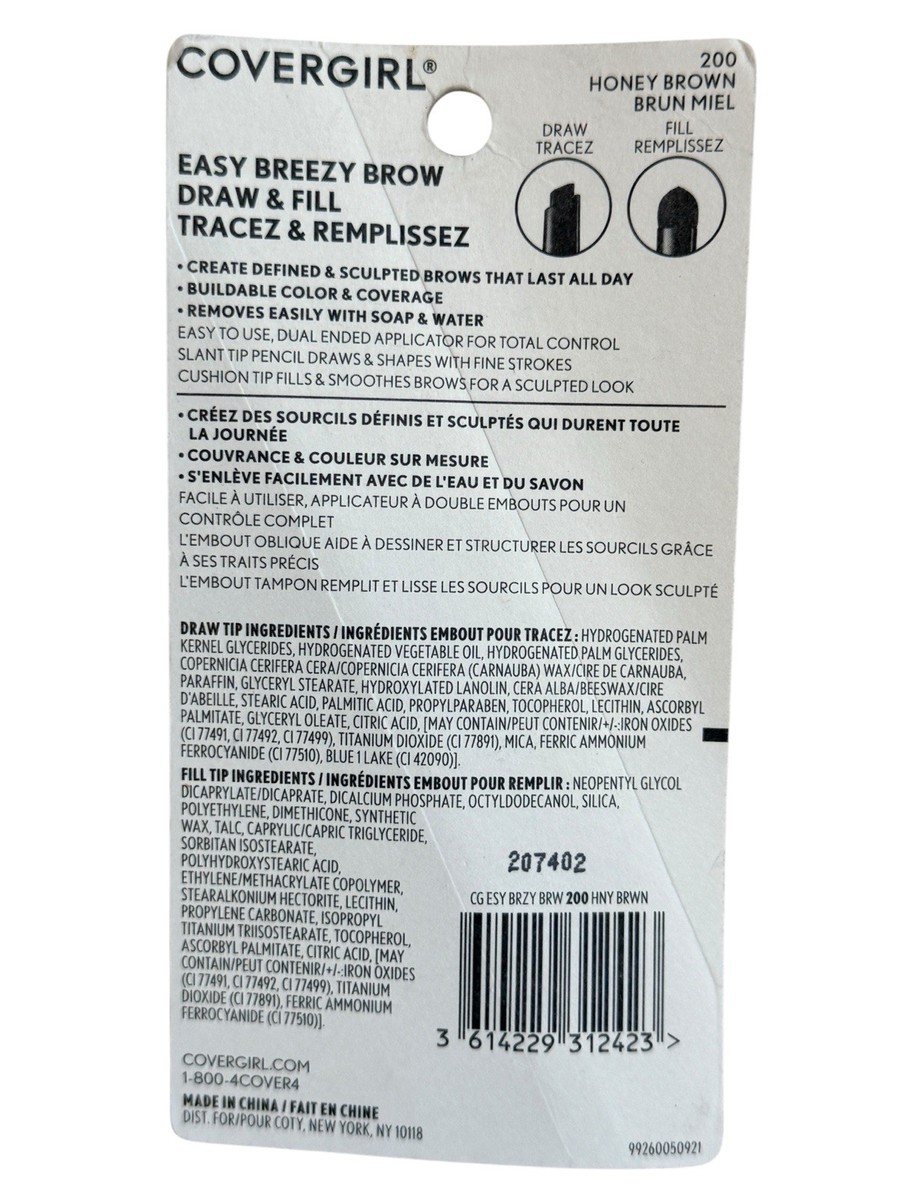 COVERGIRL®
200
HONEY BROWN
BRUN MIEL
DRAW
TRACEZ
FILL
REMPLISSEZ
EASY BREEZY BROW
DRAW & FILL
TRACEZ & REMPLISSEZ
• CREATE DEFINED & SCULPTED BROWS THAT LAST ALL DAY
• BUILDABLE COLOR & COVERAGE
• REMOVES EASILY WITH SOAP & WATER
EASY TO USE, DUAL ENDED APPLICATOR FOR TOTAL CONTROL
SLANT TIP PENCIL DRAWS & SHAPES WITH FINE STROKES
CUSHION TIP FILLS & SMOOTHES BROWS FOR A SCULPTED LOOK
• CRÉEZ DES SOURCILS DÉFINIS ET SCULPTÉS QUI DURENT TOUTE
LA JOURNÉE
• COUVRANCE & COULEUR SUR MESURE
• S'ENLÈVE FACILEMENT AVEC DE L'EAU ET DU SAVON
FACILE À UTILISER, APPLICATEUR À DOUBLE EMBOUTS POUR UN
CONTRÔLE COMPLET
L'EMBOUT OBLIQUE AIDE À DESSINER ET STRUCTURER LES SOURCILS GRÂCE
À SES TRAITS PRÉCIS
L'EMBOUT TAMPON REMPLIT ET LISSE LES SOURCILS POUR UN LOOK SCULPTÉ
DRAW TIP INGREDIENTS / INGRÉDIENTS EMBOUT POUR TRACEZ : HYDROGENATED PALM
KERNEL GLYCERIDES, HYDROGENATED VEGETABLE OIL, HYDROGENATED PALM GLYCERIDES,
COPERNICIA CERIFERA CERA/COPERNICIA CERIFERA (CARNAUBA) WAX/CIRE DE CARNAUBA,
PARAFFIN, GLYCERYL STEARATE, HYDROXYLATED LANOLIN, CERA ALBA/BEESWAX/CIRE
D'ABEILLE, STEARIC ACID, PALMITIC ACID, PROPYLPARABEN, TOCOPHEROL, LECITHIN, ASCORBYL
PALMITATE, GLYCERYL OLEATE, CITRIC ACID, [MAY CONTAIN/PEUT CONTENIR/+/-:IRON OXIDES
(CI 77491, CI 77492, CI 77499), TITANIUM DIOXIDE (CI 77891), MICA, FERRIC AMMONIUM
FERROCYANIDE (CI 77510), BLUE 1 LAKE (CI 42090)].
FILL TIP INGREDIENTS / INGRÉDIENTS EMBOUT POUR REMPLIR : NEOPENTYL GLYCOL
DICAPRYLATE/DICAPRATE, DICALCIUM PHOSPHATE, OCTYLDODECANOL, SILICA,
POLYETHYLENE, DIMETHICONE, SYNTHETIC
WAX, TALC, CAPRYLIC/CAPRIC TRIGLYCERIDE,
SORBITAN ISOSTEARATE,
POLYHYDROXYSTEARIC ACID,
ETHYLENE/METHACRYLATE COPOLYMER,
STEARALKONIUM HECTORITE, LECITHIN,
PROPYLENE CARBONATE, ISOPROPYL
TITANIUM TRIISOSTEARATE, TOCOPHEROL,
ASCORBYL PALMITATE, CITRIC ACID, [MAY
CONTAIN/PEUT CONTENIR/+/-:IRON OXIDES
(CI 77491, CI 77492, CI 77499), TITANIUM
DIOXIDE (CI 77891), FERRIC AMMONIUM
FERROCYANIDE (CI 77510)].
207402
CG ESY BRZY BRW 200 HNY BRWN
3 614229 312423 >
COVERGIRL.COM
1-800-4COVER4
MADE IN CHINA / FAIT EN CHINE
DIST. FOR/POUR COTY, NEW YORK, NY 10118
99260050921